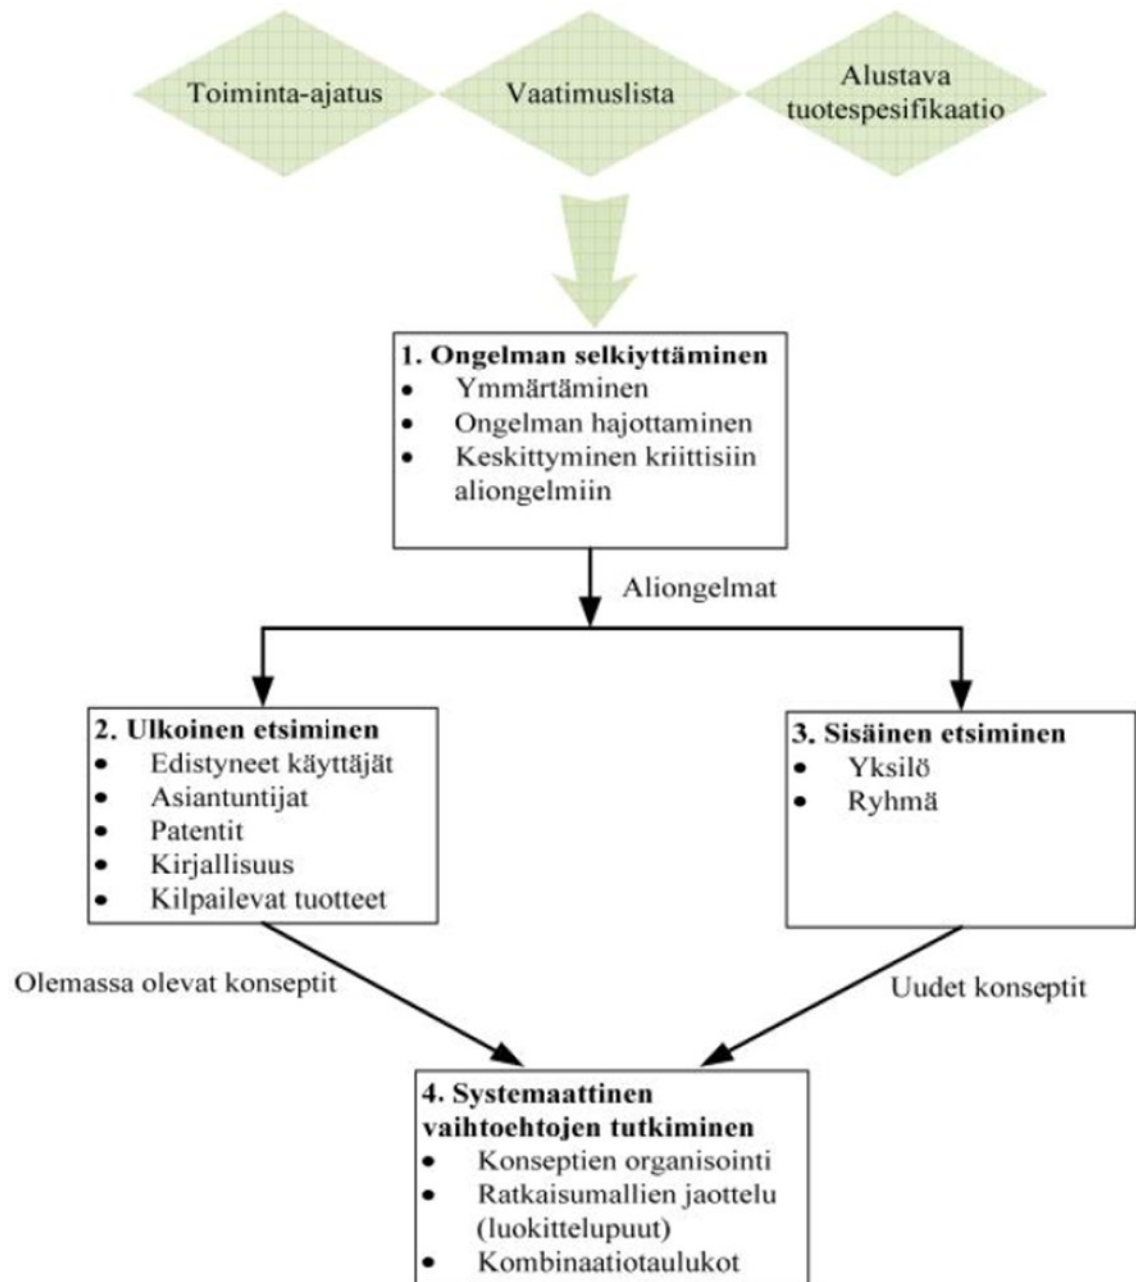 Toiminta-ajatus
Vaatimuslista
Alustava
tuotespesifikaatio
1. Ongelman selkiyttäminen
• Ymmärtäminen
• Ongelman hajottaminen
• Keskittyminen kriittisiin
aliongelmiin
Aliongelmat
2. Ulkoinen etsiminen
• Edistyneet käyttäjät
• Asiantuntijat
• Patentit
• Kirjallisuus
• Kilpailevat tuotteet
3. Sisäinen etsiminen
• Yksilö
• Ryhmä
Olemassa olevat konseptit
Uudet konseptit
4. Systemaattinen
vaihtoehtojen tutkiminen
• Konseptien organisointi
• Ratkaisumallien jaottelu
(luokittelupuut)
• Kombinaatiotaulukot